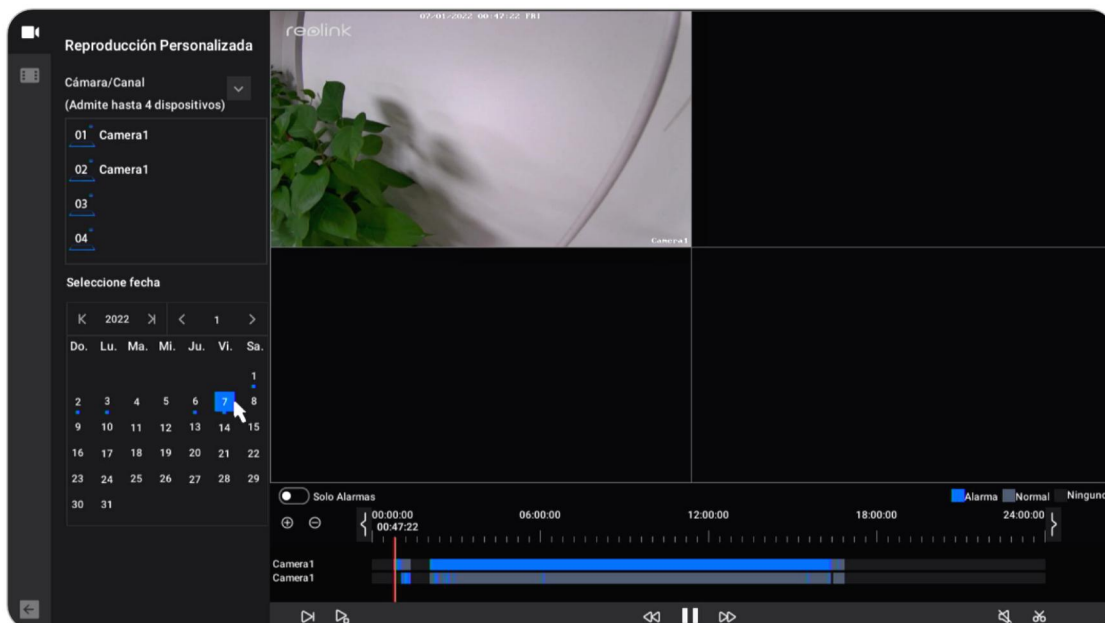 Reproducción Personalizada
Cámara/Canal
(Admite hasta 4 dispositivos)
01 Camera1
02 Camera1
03
04
Seleccione fecha
2022 1
Do. Lu. Ma. Mi. Ju. Vi. Sa.
1
2 3 4 5 6 7 8
9 10 11 12 13 14 15
16 17 18 19 20 21 22
23 24 25 26 27 28 29
30 31
07/01/2022 00:47:22 FRI
reolink
Camera1
Solo Alarmas
Alarma Normal Ninguno
00:00:00 06:00:00 12:00:00 18:00:00 24:00:00
00:47:22
Camera1
Camera1